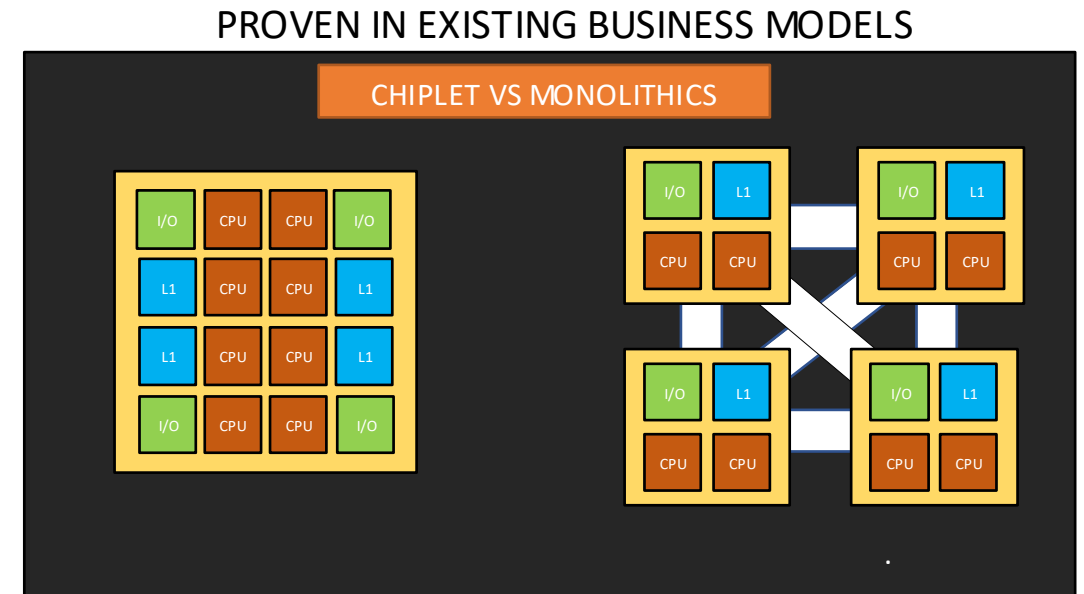 PROVEN IN EXISTING BUSINESS MODELS
CHIPLET VS MONOLITHICS
I/O CPU CPU I/O
L1 CPU CPU L1
L1 CPU CPU L1
I/O CPU CPU I/O
I/O L1
CPU CPU
I/O L1
CPU CPU
I/O L1
CPU CPU
I/O L1
CPU CPU
.